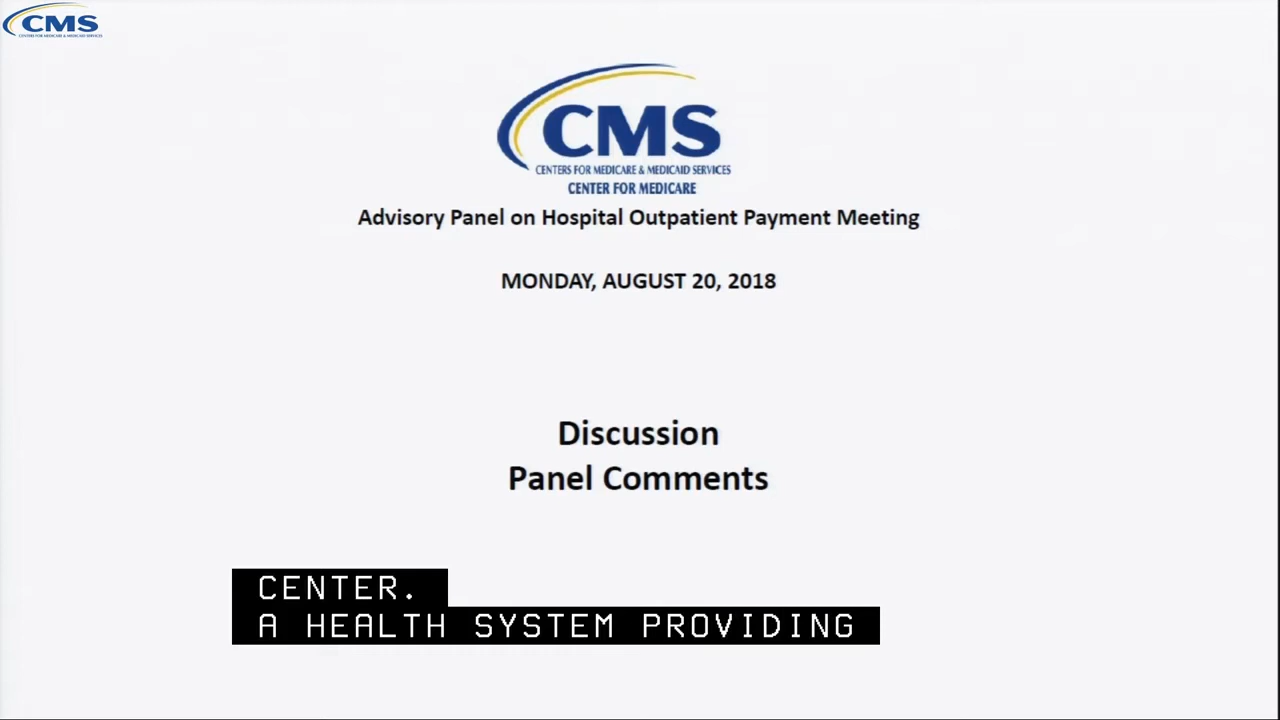 CMS
CENTERS FOR MEDICARE & MEDICAID SERVICES
CMS
CENTERS FOR MEDICARE & MEDICAID SERVICES
CENTER FOR MEDICARE
Advisory Panel on Hospital Outpatient Payment Meeting
MONDAY, AUGUST 20, 2018
Discussion
Panel Comments
CENTER.
A HEALTH SYSTEM PROVIDING